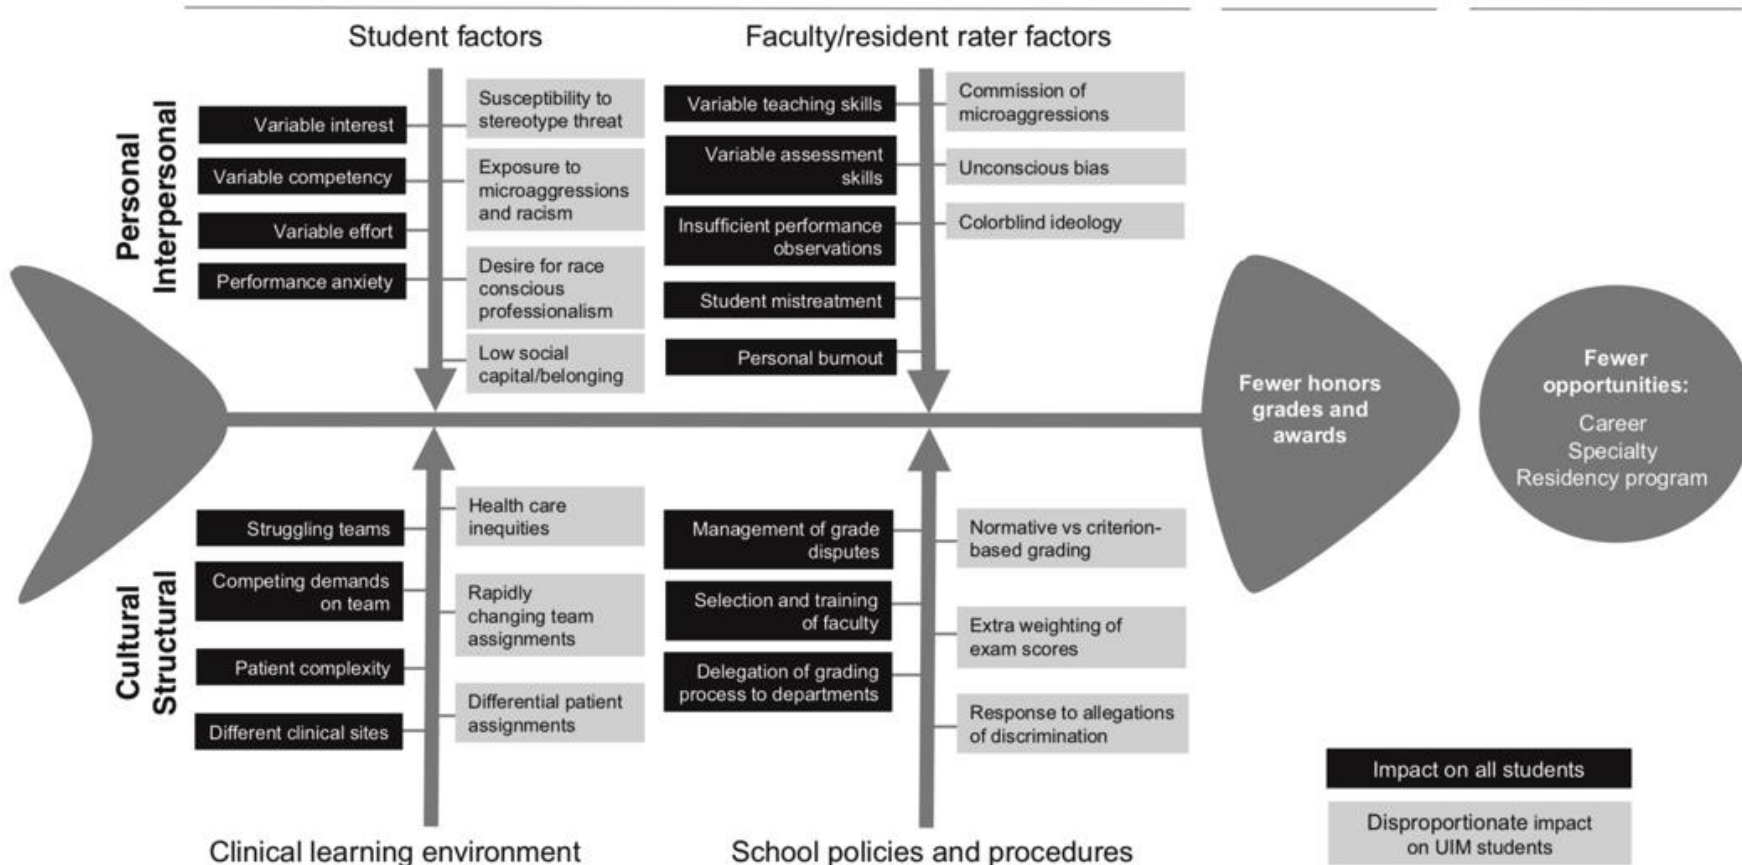 Student factors
Faculty/resident rater factors
Personal
Interpersonal
Variable interest
Variable competency
Variable effort
Performance anxiety
Susceptibility to
stereotype threat
Exposure to
microaggressions
and racism
Desire for race
conscious
professionalism
Low social
capital/belonging
Variable teaching skills
Variable assessment
skills
Insufficient performance
observations
Student mistreatment
Personal burnout
Commission of
microaggressions
Unconscious bias
Colorblind ideology
Fewer honors
grades and
awards
Fewer
opportunities:
Career
Specialty
Residency program
Cultural
Structural
Struggling teams
Competing demands
on team
Patient complexity
Different clinical sites
Health care
inequities
Rapidly
changing team
assignments
Differential patient
assignments
Management of grade
disputes
Selection and training
of faculty
Delegation of grading
process to departments
Normative vs criterion-
based grading
Extra weighting of
exam scores
Response to allegations
of discrimination
Clinical learning environment
School policies and procedures
Impact on all students
Disproportionate impact
on UIM students